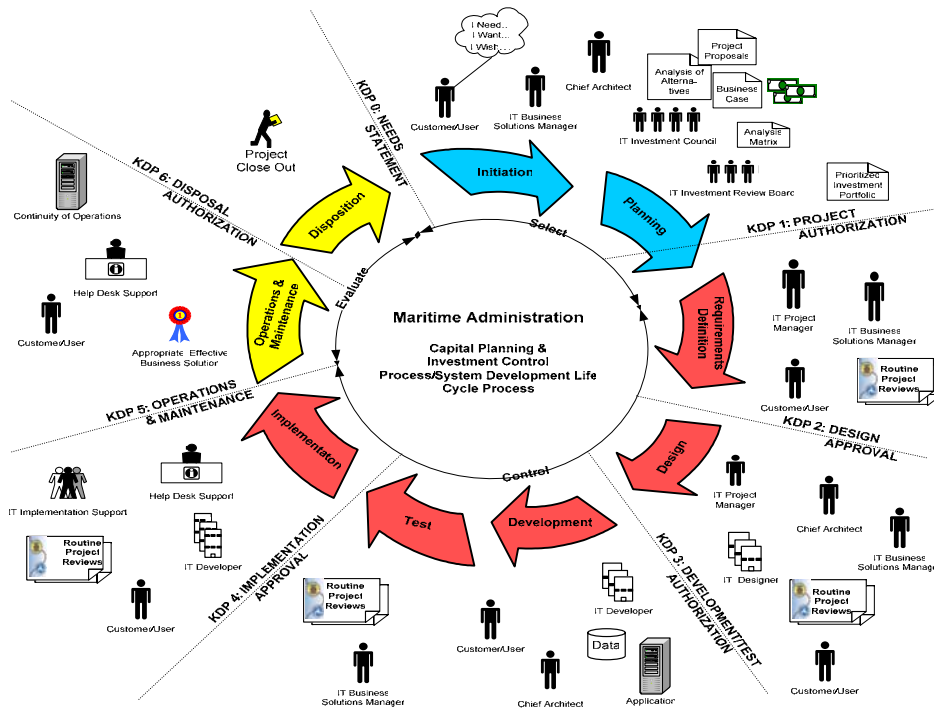 I Need...
I Want...
I Wish...
Customer/User
IT Business
Solutions Manager
Chief Architect
Project
Proposals
Analysis of
Alterna-
tives
Business
Case
IT Investment Council
Analysis
Matrix
IT Investment Review Board
Prioritized
Investment
Portfolio
KDP 0: NEEDS
STATEMENT
Initiation
Planning
Select
KDP 1: PROJECT
AUTHORIZATION
Requirements
Definition
IT Project
Manager
IT Business
Solutions Manager
Customer/User
Routine
Project
Reviews
KDP 2: DESIGN
APPROVAL
Design
IT Project
Manager
Chief Architect
IT Business
Solutions Manage
IT Designer
Routine
Project
Reviews
Customer/User
KDP 3: DEVELOPMENT/TEST
AUTHORIZATION
Control
Development
Test
IT Developer
Data
Application
Customer/User
Chief Architect
Routine
Project
Reviews
IT Business
Solutions Manager
KDP 4: IMPLEMENTATION
APPROVAL
Implementaton
Help Desk Support
IT Implementation Support
IT Developer
Routine
Project
Reviews
Customer/User
KDP 5: OPERATIONS
& MAINTENANCE
Operations &
Maintenance
Evaluate
Continuity of Operations
Help Desk Support
Customer/User
1
Appropriate Effective
Business Solution
KDP 6: DISPOSAL
AUTHORIZATION
Disposition
Project
Close Out
Maritime Administration
Capital Planning &
Investment Control
Process/System Development Life
Cycle Process